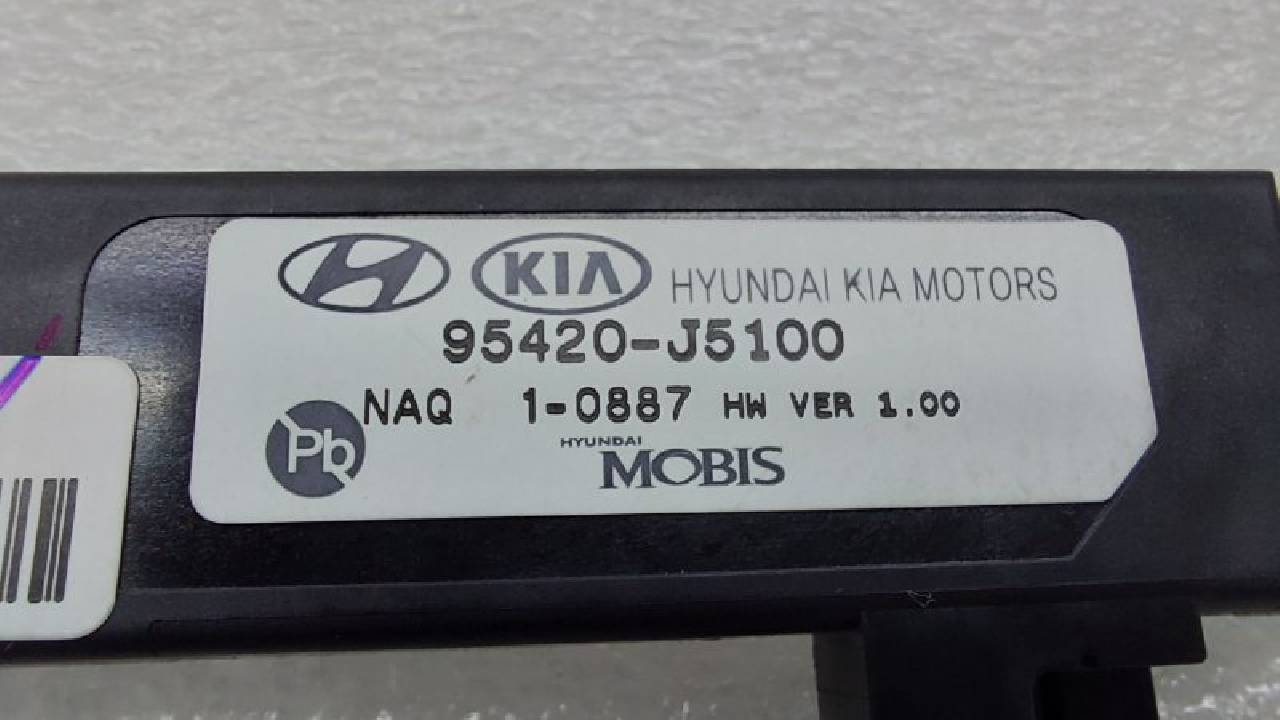 KIA HYUNDAI KIA MOTORS
95420-J5100
NAQ 1-0887 HW VER 1.00
Pb
HYUNDAI
MOBIS